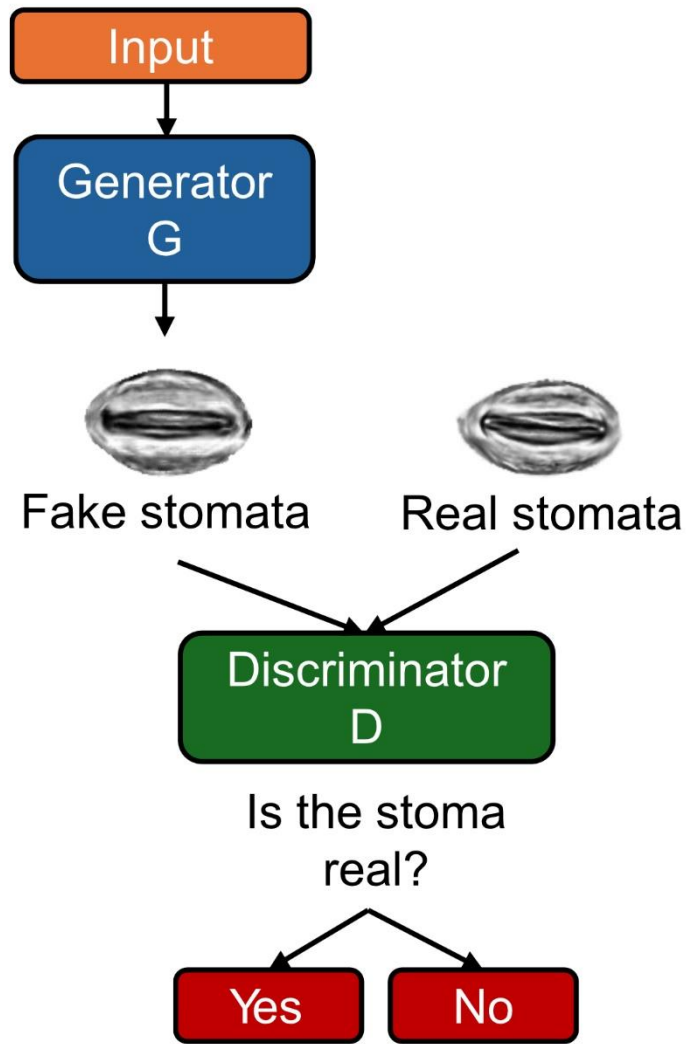 Input
Generator
G
Fake stomata
Real stomata
Discriminator
D
Is the stoma
real?
Yes
No